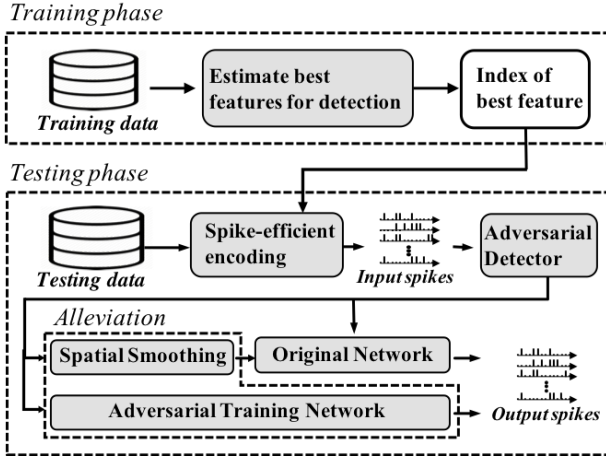 Training phase
Estimate best
features for detection
Index of
best feature
Training data
Testing phase
Spike-efficient
encoding
Adversarial
Detector
Testing data
Input spikes
Alleviation
Spatial Smoothing
Original Network
Adversarial Training Network
Output spikes